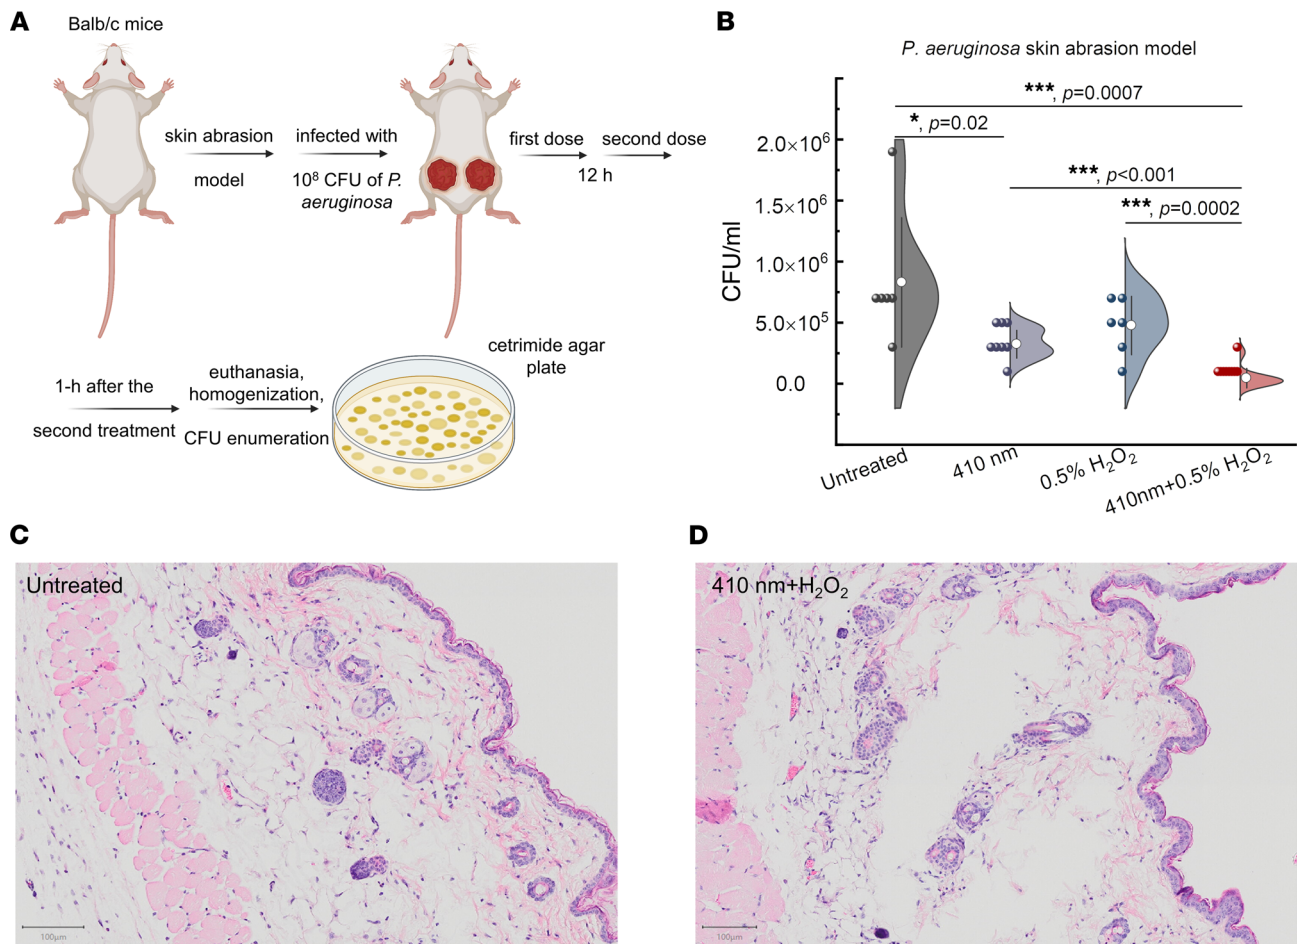 A
Balb/c mice
skin abrasion
model
infected with
10⁸ CFU of P.
aeruginosa
first dose
12 h
second dose
1-h after the
second treatment
euthanasia,
homogenization,
CFU enumeration
cetrimide agar
plate
B
P. aeruginosa skin abrasion model
***, p=0.0007
*, p=0.02
***, p<0.001
***, p=0.0002
CFU/ml
2.0×10⁶
1.5×10⁶
1.0×10⁶
5.0×10⁵
0.0
Untreated
410 nm
0.5% H₂O₂
410nm+0.5% H₂O₂
C
Untreated
100μm
D
410 nm+H₂O₂
100μm